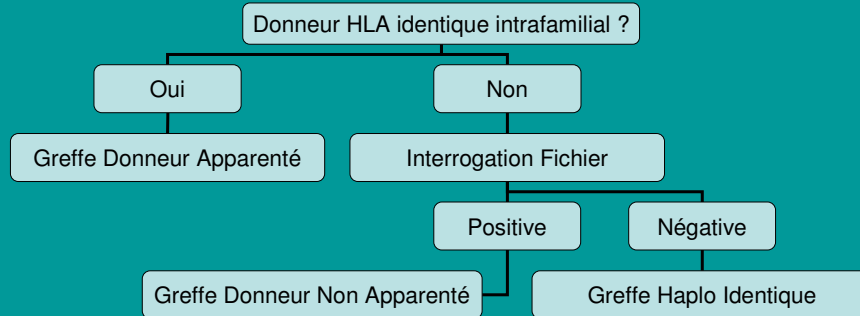 Donneur HLA identique intrafamilial ?
Oui
Non
Greffe Donneur Apparenté
Interrogation Fichier
Positive
Négative
Greffe Donneur Non Apparenté
Greffe Haplo Identique